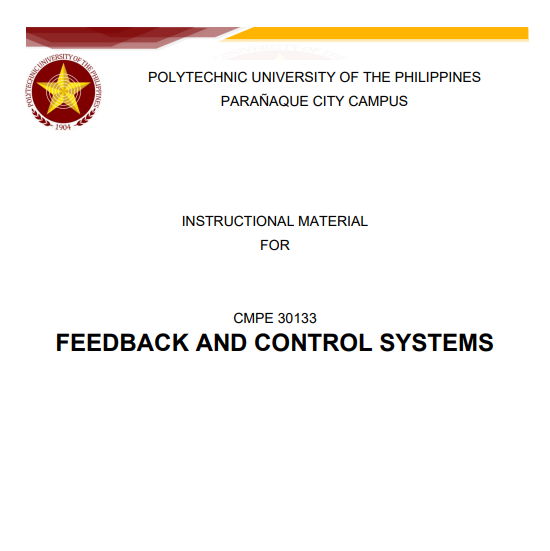 POLYTECHNIC UNIVERSITY OF THE PHILIPPINES
1904
POLYTECHNIC UNIVERSITY OF THE PHILIPPINES
PARAÑAQUE CITY CAMPUS
INSTRUCTIONAL MATERIAL
FOR
CMPE 30133
FEEDBACK AND CONTROL SYSTEMS